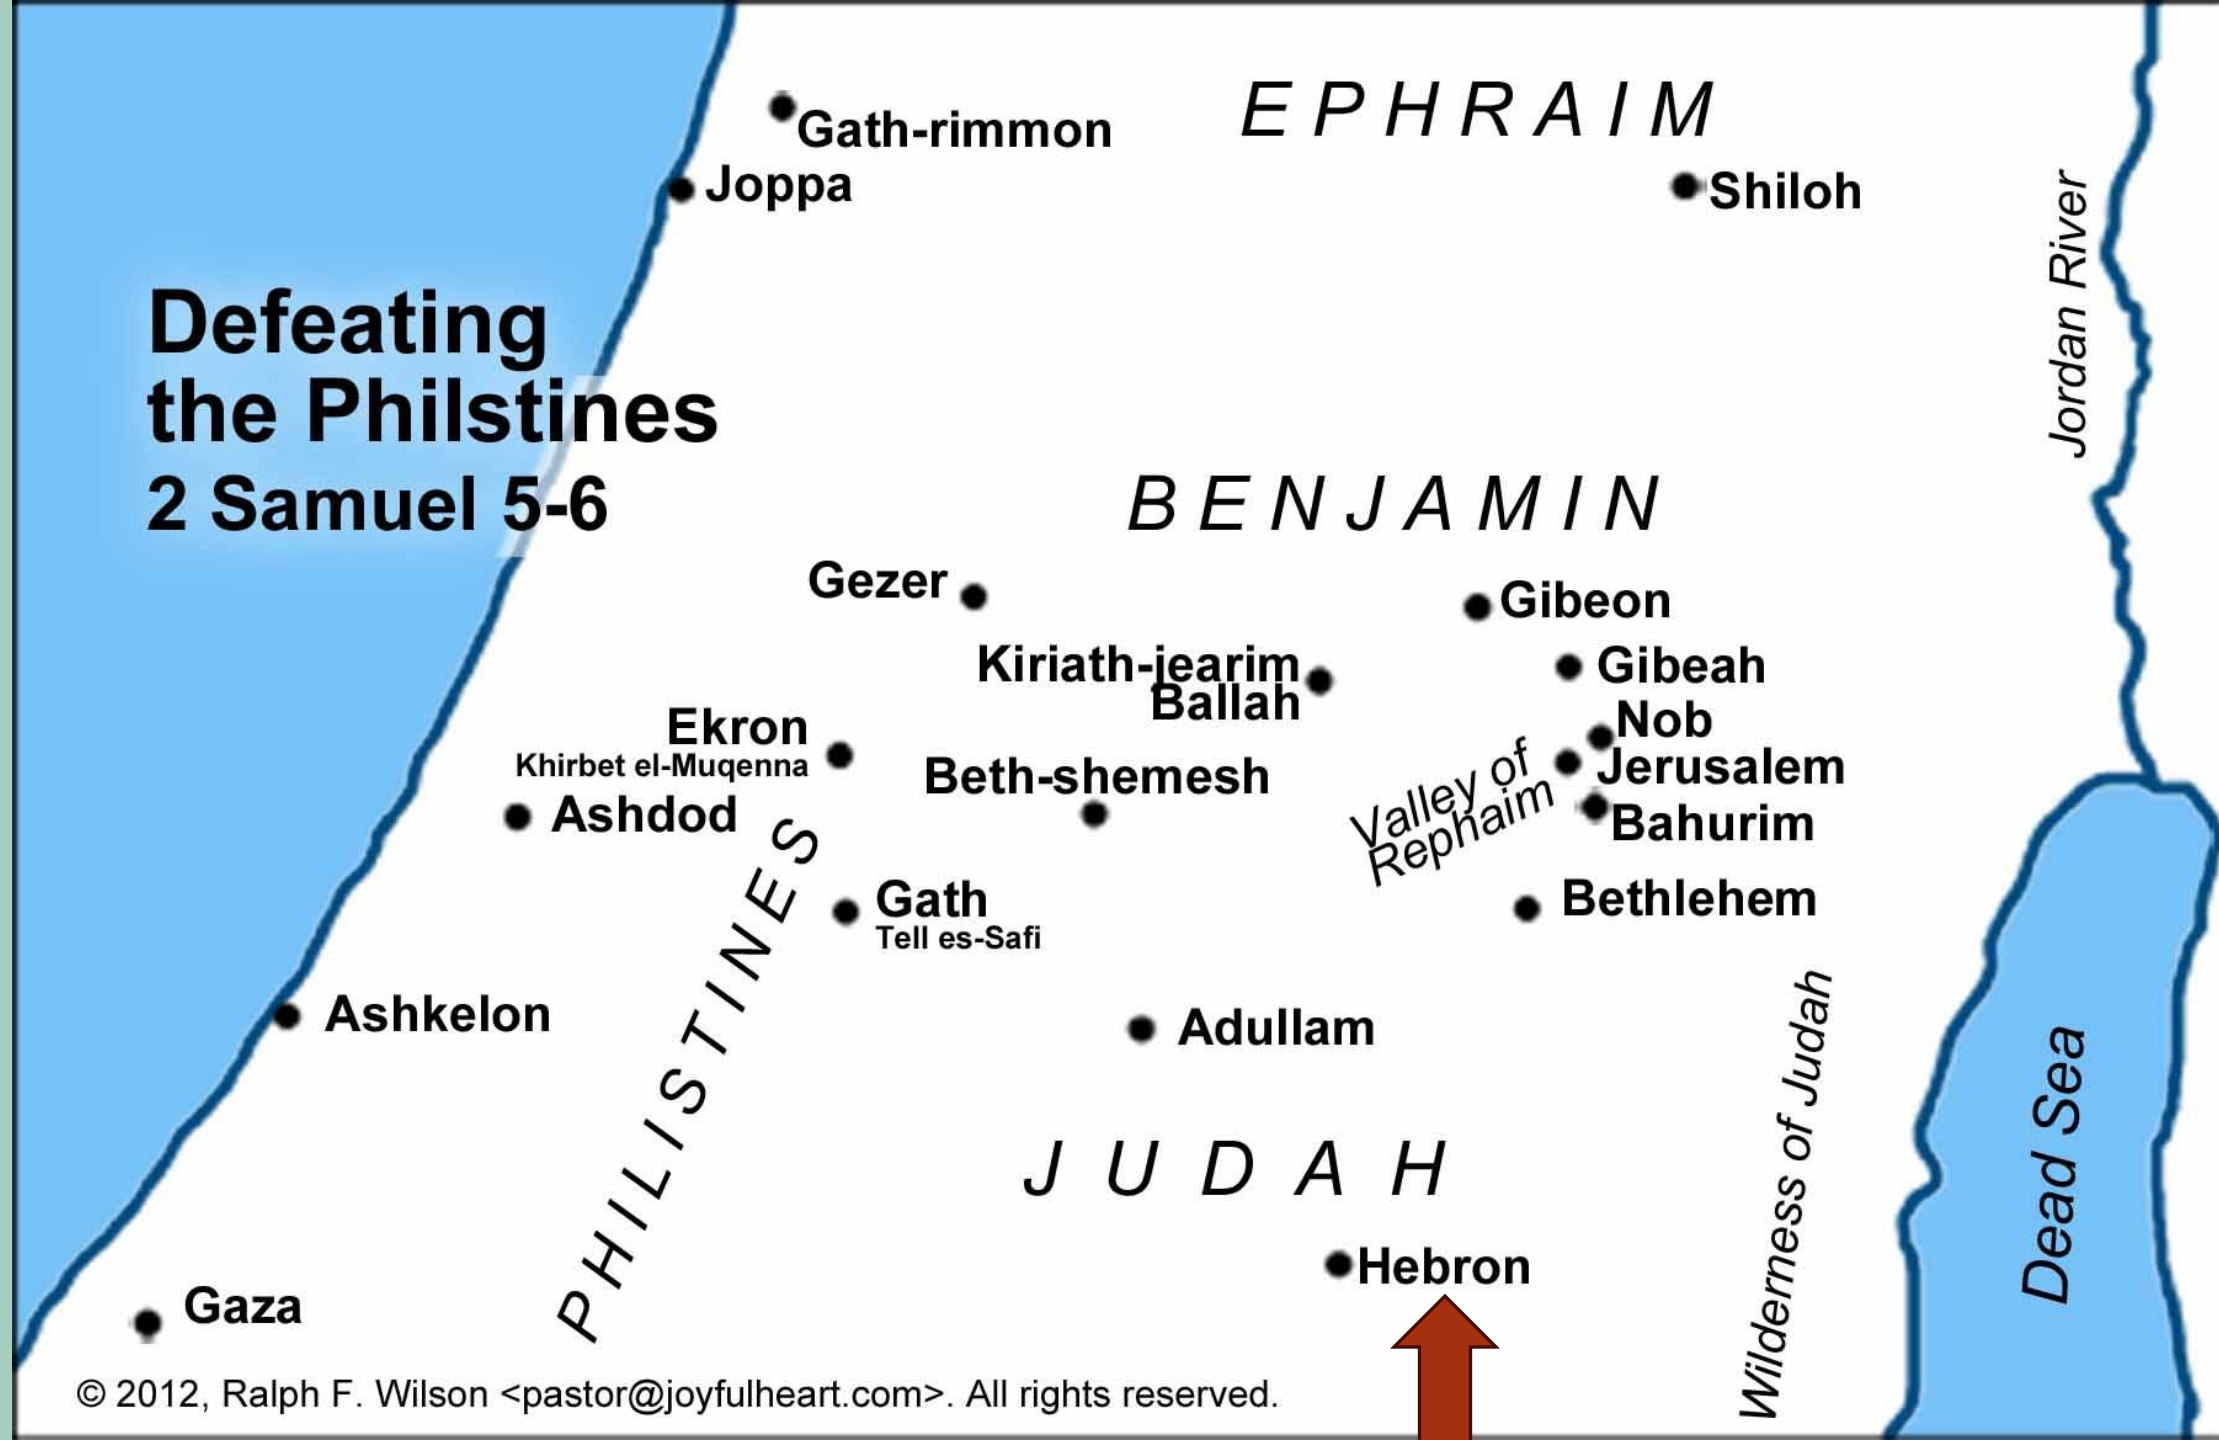 Gath-rimmon
EPHRAIM
Joppa
Shiloh
Jordan River
Defeating
the Philstines
2 Samuel 5-6
BENJAMIN
Gezer
Gibeon
Kiriath-jearim
Ballah
Gibeah
Nob
Ekron
Khirbet el-Muqenna
Beth-shemesh
Valley of
Rephaim
Jerusalem
Ashdod
Bahurim
PHILISTINES
Gath
Tell es-Safi
Bethlehem
Ashkelon
Adullam
Wilderness of Judah
Dead Sea
JUDAH
Hebron
Gaza
© 2012, Ralph F. Wilson <pastor@joyfulheart.com>. All rights reserved.